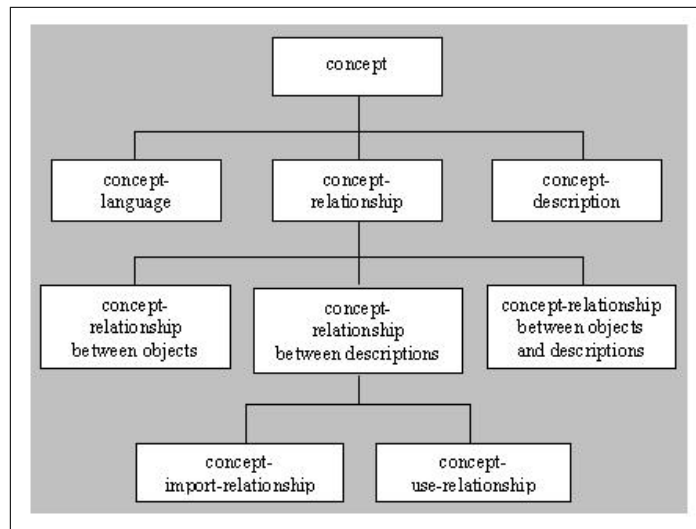 concept
concept-
language
concept-
relationship
concept-
description
concept-
relationship
between objects
concept-
relationship
between descriptions
concept-relationship
between objects
and descriptions
concept-
import-relationship
concept-
use-relationship